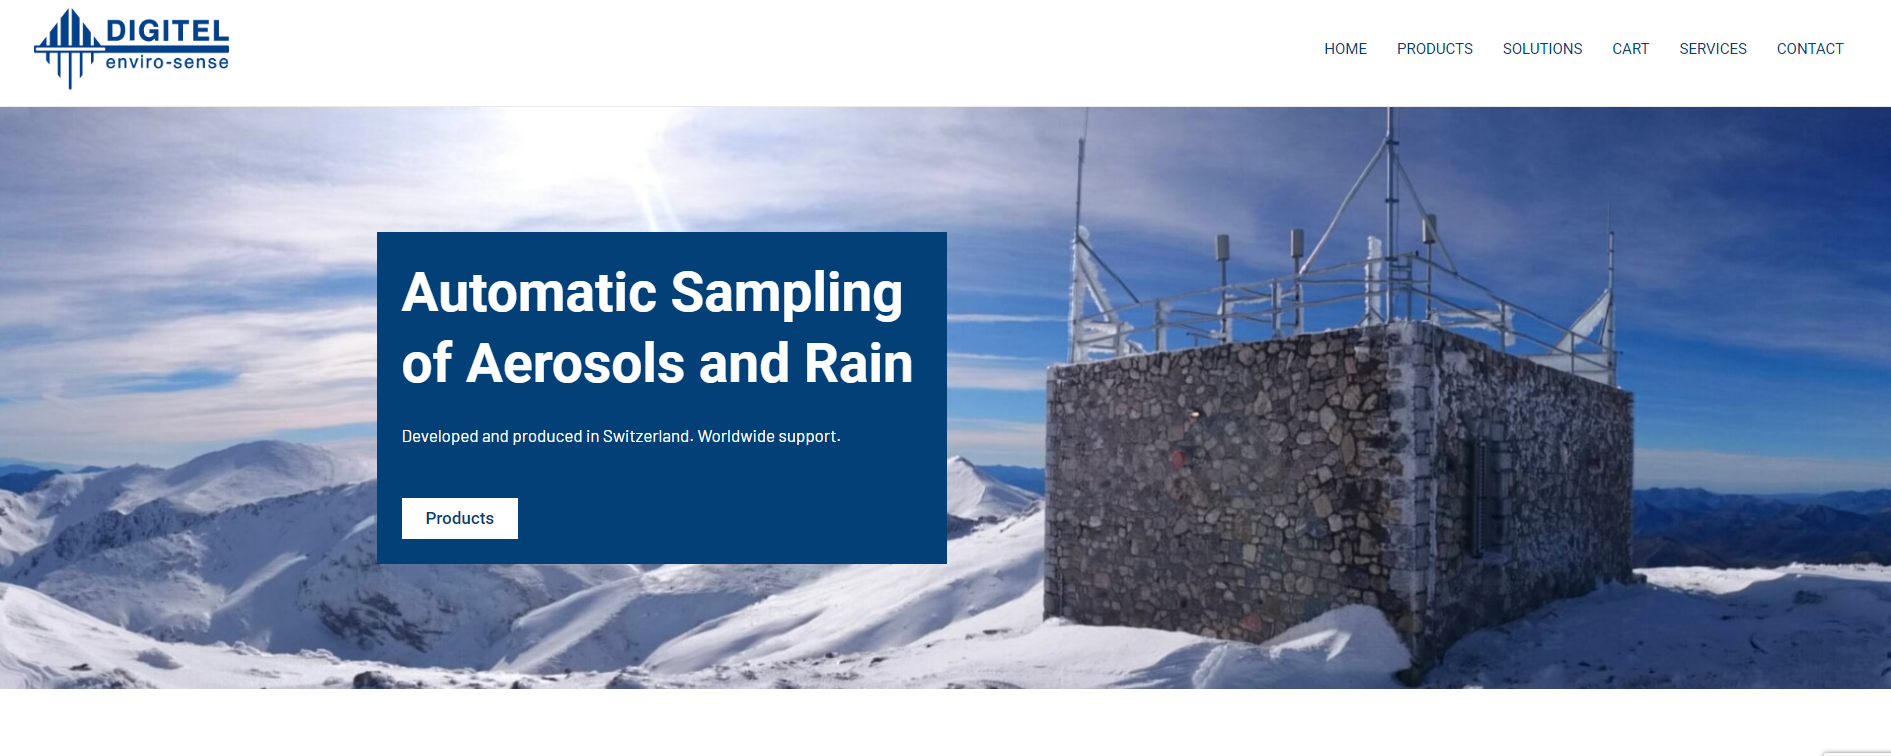 DIGITEL
enviro-sense
HOME PRODUCTS SOLUTIONS CART SERVICES CONTACT
Automatic Sampling
of Aerosols and Rain
Developed and produced in Switzerland. Worldwide support.
Products